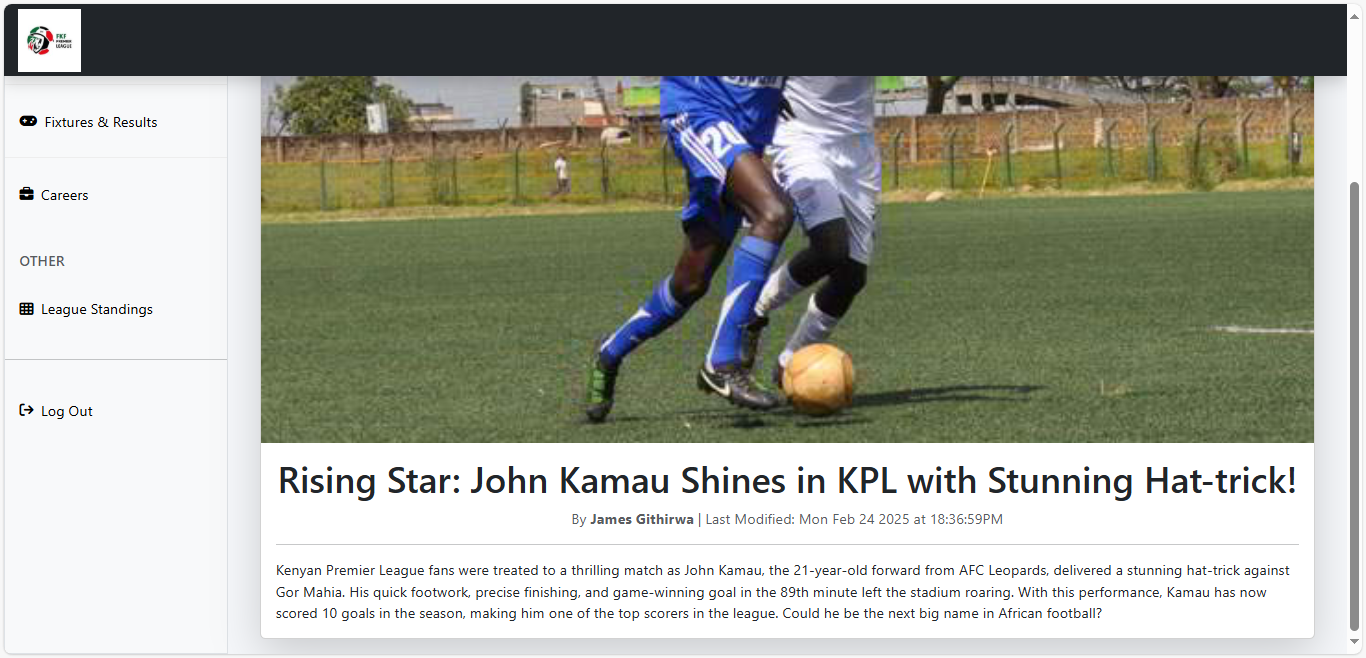 FKF
PREMIER
LEAGUE
Fixtures & Results
Careers
OTHER
League Standings
Log Out
20
Rising Star: John Kamau Shines in KPL with Stunning Hat-trick!
By James Githirwa | Last Modified: Mon Feb 24 2025 at 18:36:59PM
Kenyan Premier League fans were treated to a thrilling match as John Kamau, the 21-year-old forward from AFC Leopards, delivered a stunning hat-trick against
Gor Mahia. His quick footwork, precise finishing, and game-winning goal in the 89th minute left the stadium roaring. With this performance, Kamau has now
scored 10 goals in the season, making him one of the top scorers in the league. Could he be the next big name in African football?